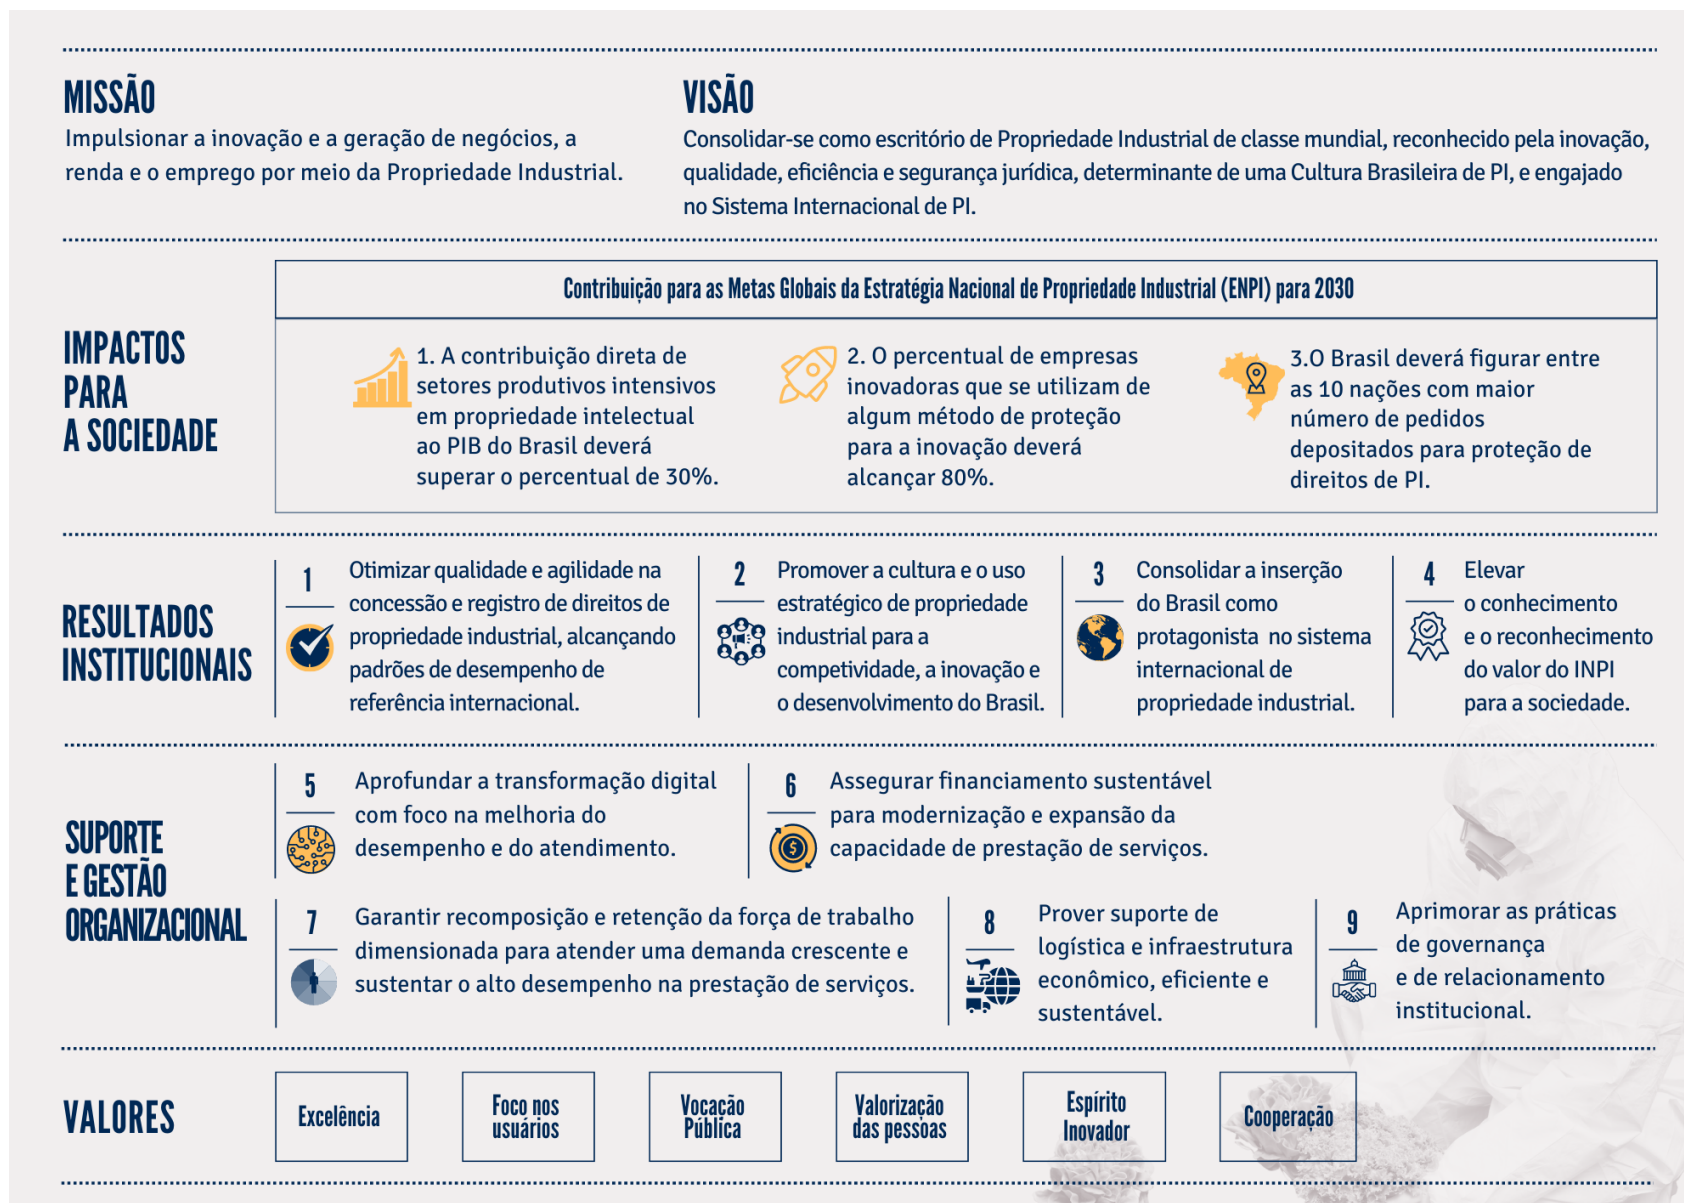 MISSÃO
Impulsionar a inovação e a geração de negócios, a
renda e o emprego por meio da Propriedade Industrial.
VISÃO
Consolidar-se como escritório de Propriedade Industrial de classe mundial, reconhecido pela inovação,
qualidade, eficiência e segurança jurídica, determinante de uma Cultura Brasileira de PI, e engajado
no Sistema Internacional de PI.
IMPACTOS
PARA
A SOCIEDADE
Contribuição para as Metas Globais da Estratégia Nacional de Propriedade Industrial (ENPI) para 2030
1. A contribuição direta de
setores produtivos intensivos
em propriedade intelectual
ao PIB do Brasil deverá
superar o percentual de 30%.
2. O percentual de empresas
inovadoras que se utilizam de
algum método de proteção
para a inovação deverá
alcançar 80%.
3.O Brasil deverá figurar entre
as 10 nações com maior
número de pedidos
depositados para proteção de
direitos de PI.
RESULTADOS
INSTITUCIONAIS
1
Otimizar qualidade e agilidade na
concessão e registro de direitos de
propriedade industrial, alcançando
padrões de desempenho de
referência internacional.
2
Promover a cultura e o uso
estratégico de propriedade
industrial para a
competividade, a inovação e
o desenvolvimento do Brasil.
3
Consolidar a inserção
do Brasil como
protagonista no sistema
internacional de
propriedade industrial.
4
Elevar
o conhecimento
e o reconhecimento
do valor do INPI
para a sociedade.
SUPORTE
E GESTÃO
ORGANIZACIONAL
5
Aprofundar a transformação digital
com foco na melhoria do
desempenho e do atendimento.
6
Assegurar financiamento sustentável
para modernização e expansão da
capacidade de prestação de serviços.
$
7
Garantir recomposição e retenção da força de trabalho
dimensionada para atender uma demanda crescente e
sustentar o alto desempenho na prestação de serviços.
8
Prover suporte de
logística e infraestrutura
econômico, eficiente e
sustentável.
9
Aprimorar as práticas
de governança
e de relacionamento
institucional.
VALORES
Excelência
Foco nos
usuários
Vocação
Pública
Valorização
das pessoas
Espírito
Inovador
Cooperação